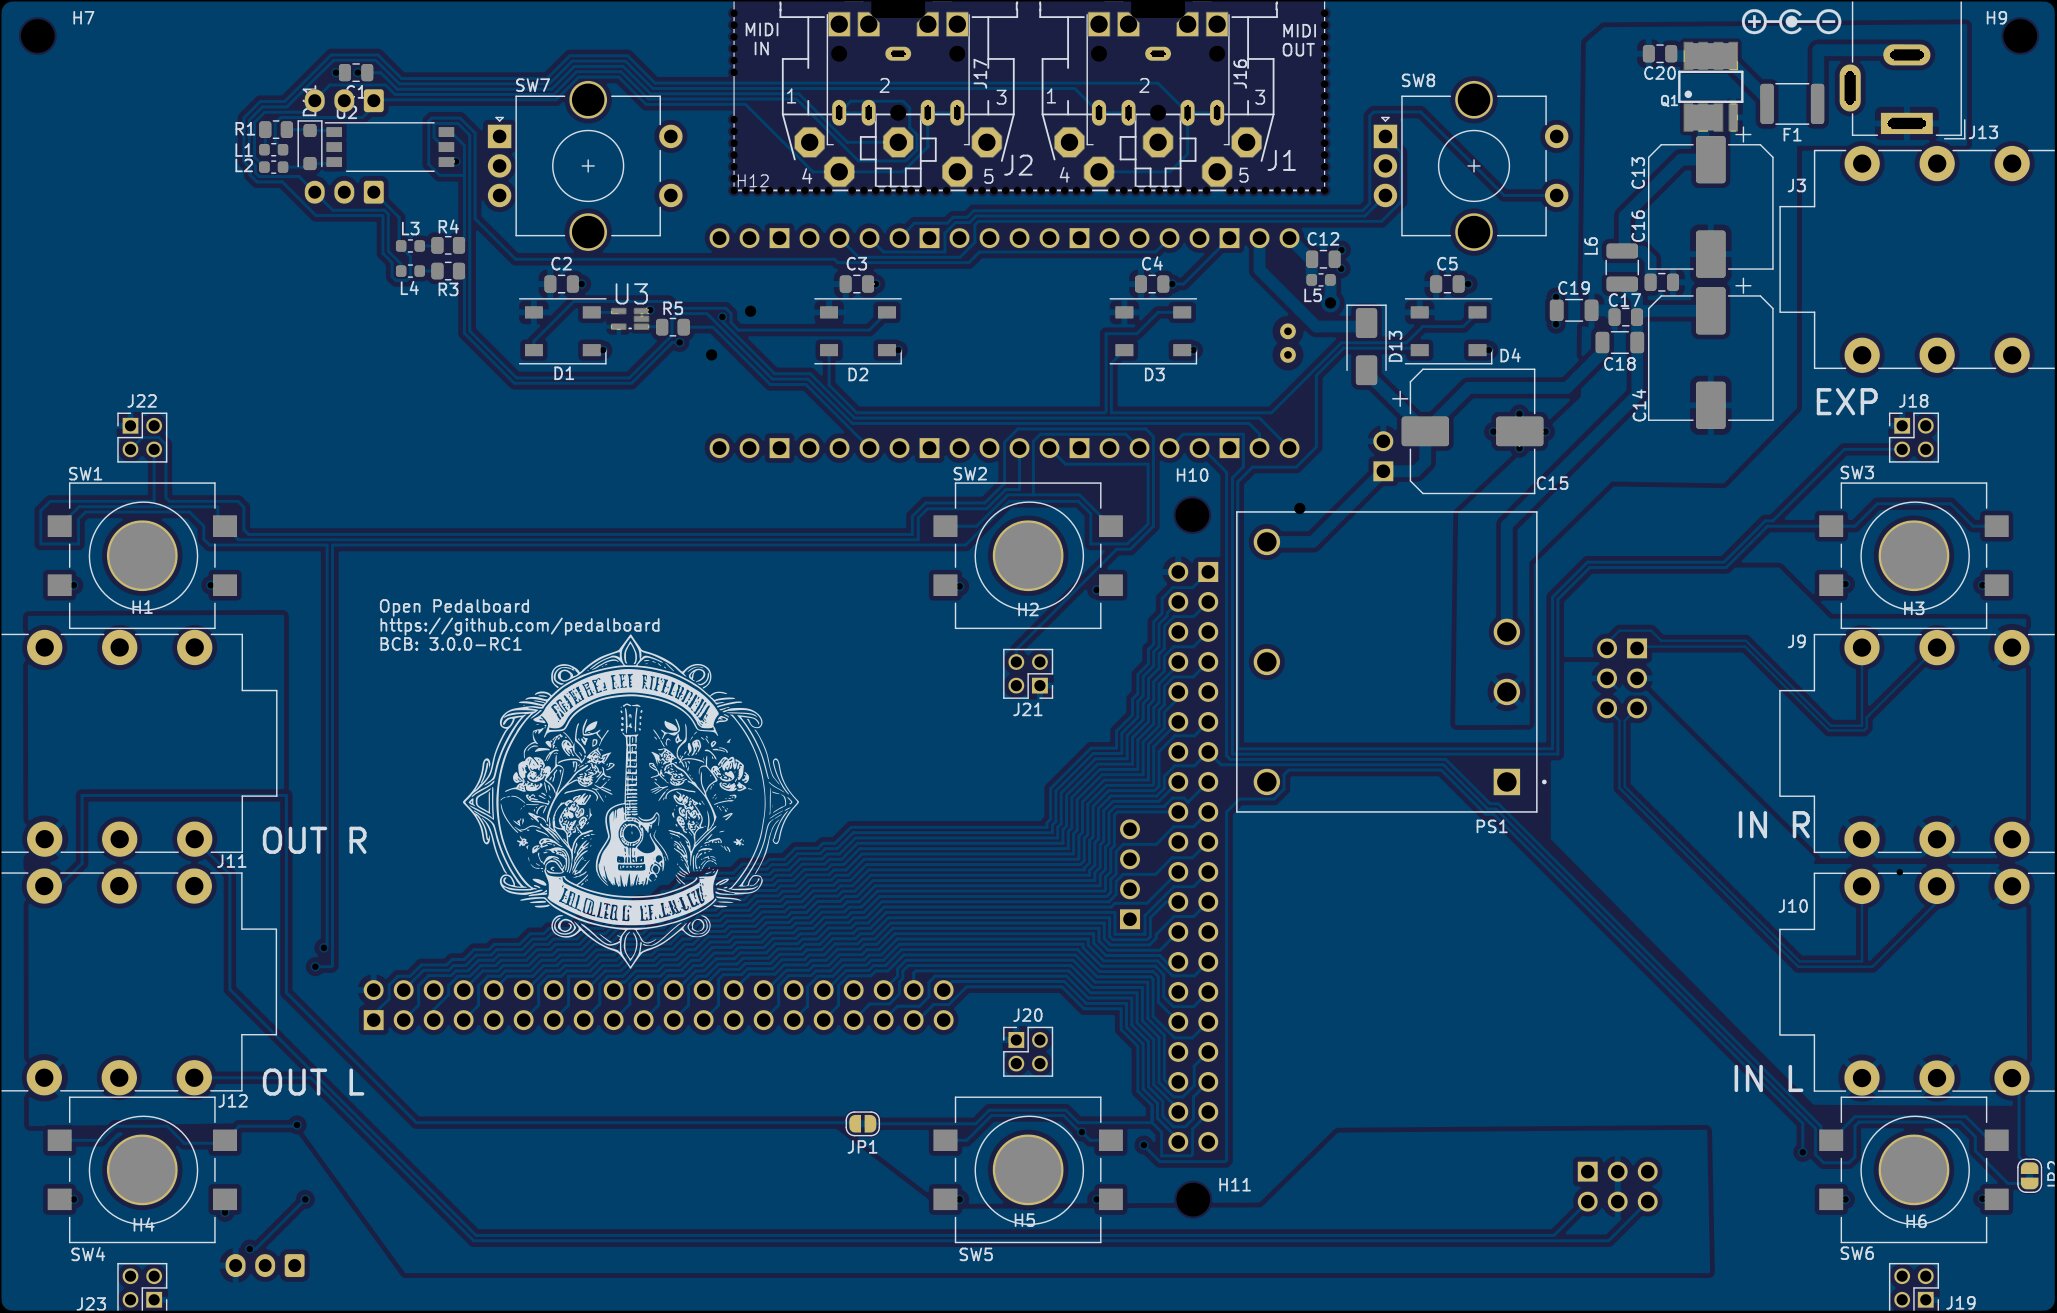 H7
H9
MIDI
IN
MIDI
OUT
J17
J16
C20
Q1
F1
J13
SW7
SW8
C1
U2
R1
L1
L2
1
2
3
4
5
J2
1
2
3
4
5
J1
H12
C13
J3
C16
L6
L3
R4
L4
R3
C2
C3
C4
C12
L5
C5
C19
C17
C18
U3
R5
D1
D2
D3
D13
D4
C14
EXP
J22
J18
SW1
SW2
H10
SW3
C15
H1
H2
H3
Open Pedalboard
https://github.com/pedalboard
BCB: 3.0.0-RC1
J9
J21
PS1
IN R
OUT R
J11
J10
J20
OUT L
J12
IN L
JP1
H11
H4
H5
H6
SW4
SW5
SW6
J23
J19